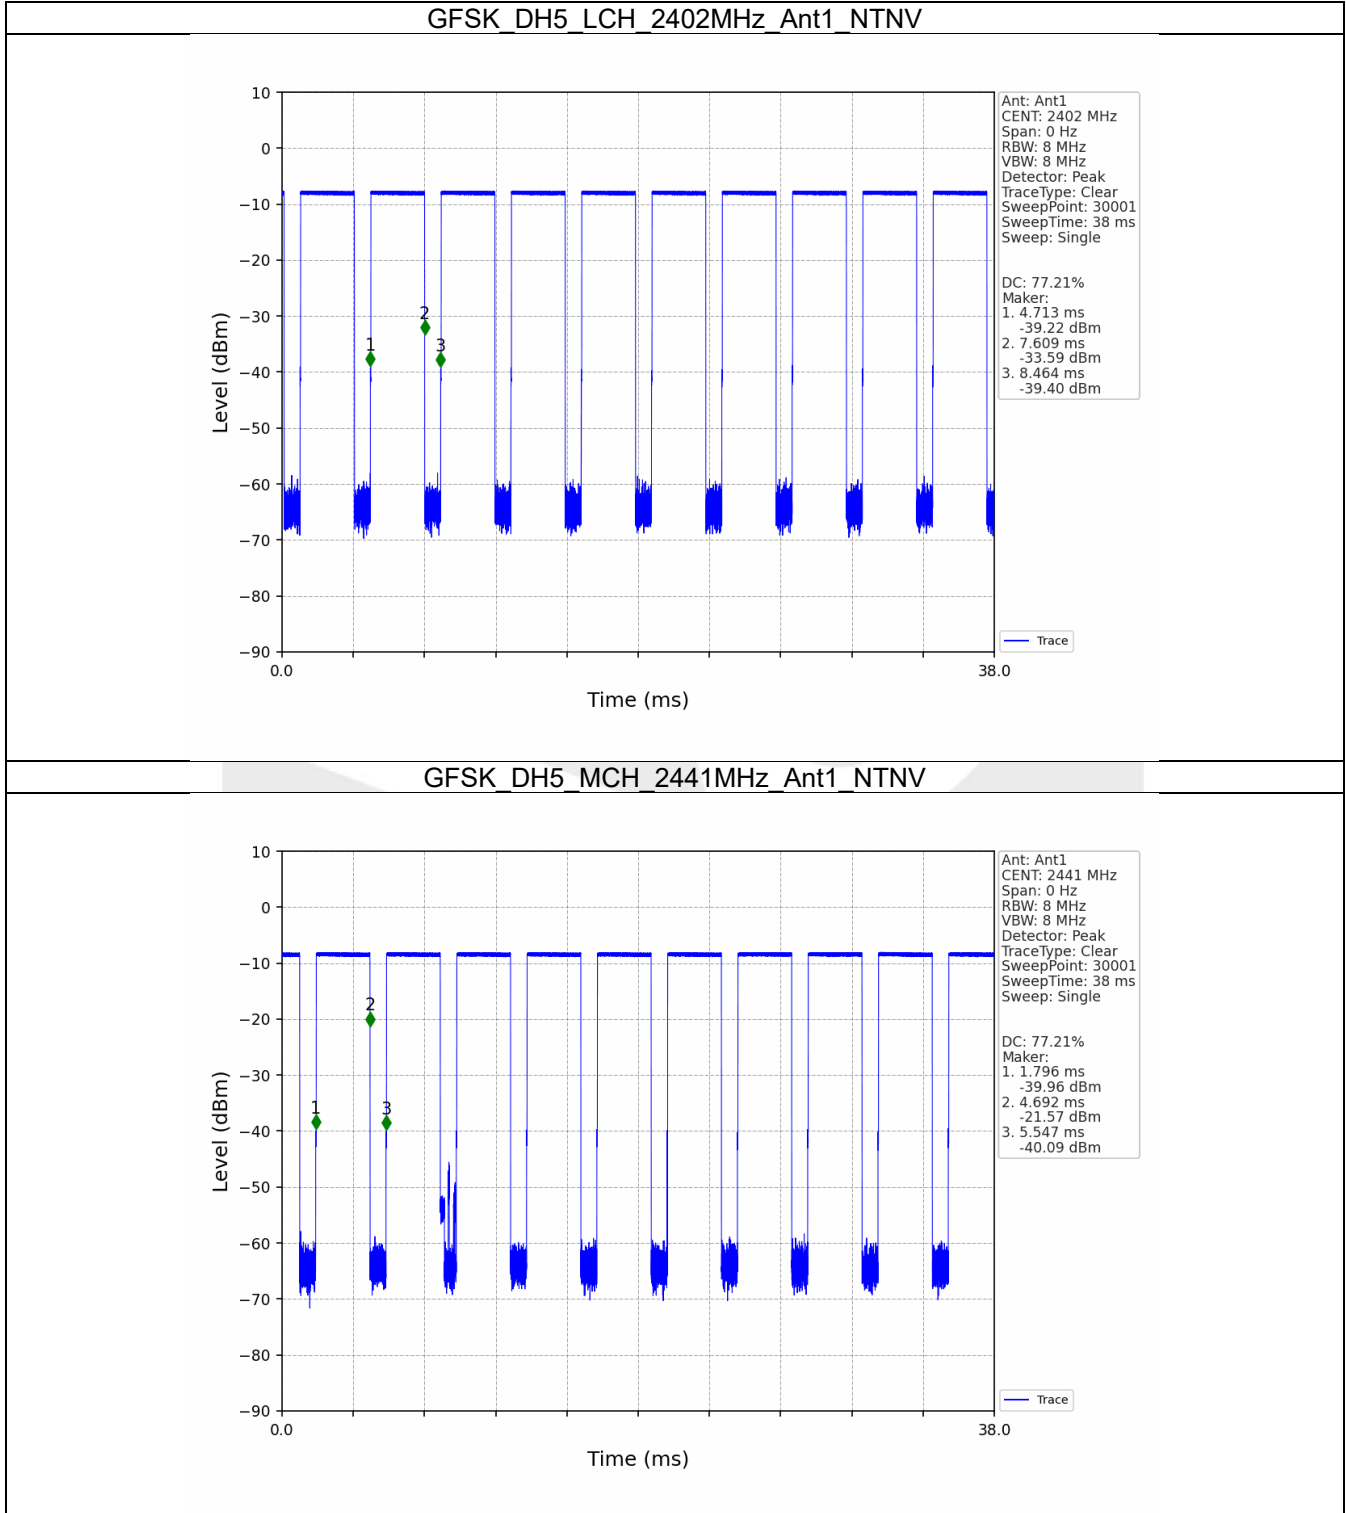 GFSK_DH5_LCH_2402MHz_Ant1_NTNV
10
0
−10
−20
−30
−40
−50
−60
−70
−80
−90
Level (dBm)
1
2
3
0.0
38.0
Time (ms)
Ant: Ant1
CENT: 2402 MHz
Span: 0 Hz
RBW: 8 MHz
VBW: 8 MHz
Detector: Peak
TraceType: Clear
SweepPoint: 30001
SweepTime: 38 ms
Sweep: Single
DC: 77.21%
Maker:
1. 4.713 ms
-39.22 dBm
2. 7.609 ms
-33.59 dBm
3. 8.464 ms
-39.40 dBm
Trace
GFSK_DH5_MCH_2441MHz_Ant1_NTNV
10
0
−10
−20
−30
−40
−50
−60
−70
−80
−90
Level (dBm)
1
2
3
0.0
38.0
Time (ms)
Ant: Ant1
CENT: 2441 MHz
Span: 0 Hz
RBW: 8 MHz
VBW: 8 MHz
Detector: Peak
TraceType: Clear
SweepPoint: 30001
SweepTime: 38 ms
Sweep: Single
DC: 77.21%
Maker:
1. 1.796 ms
-39.96 dBm
2. 4.692 ms
-21.57 dBm
3. 5.547 ms
-40.09 dBm
Trace